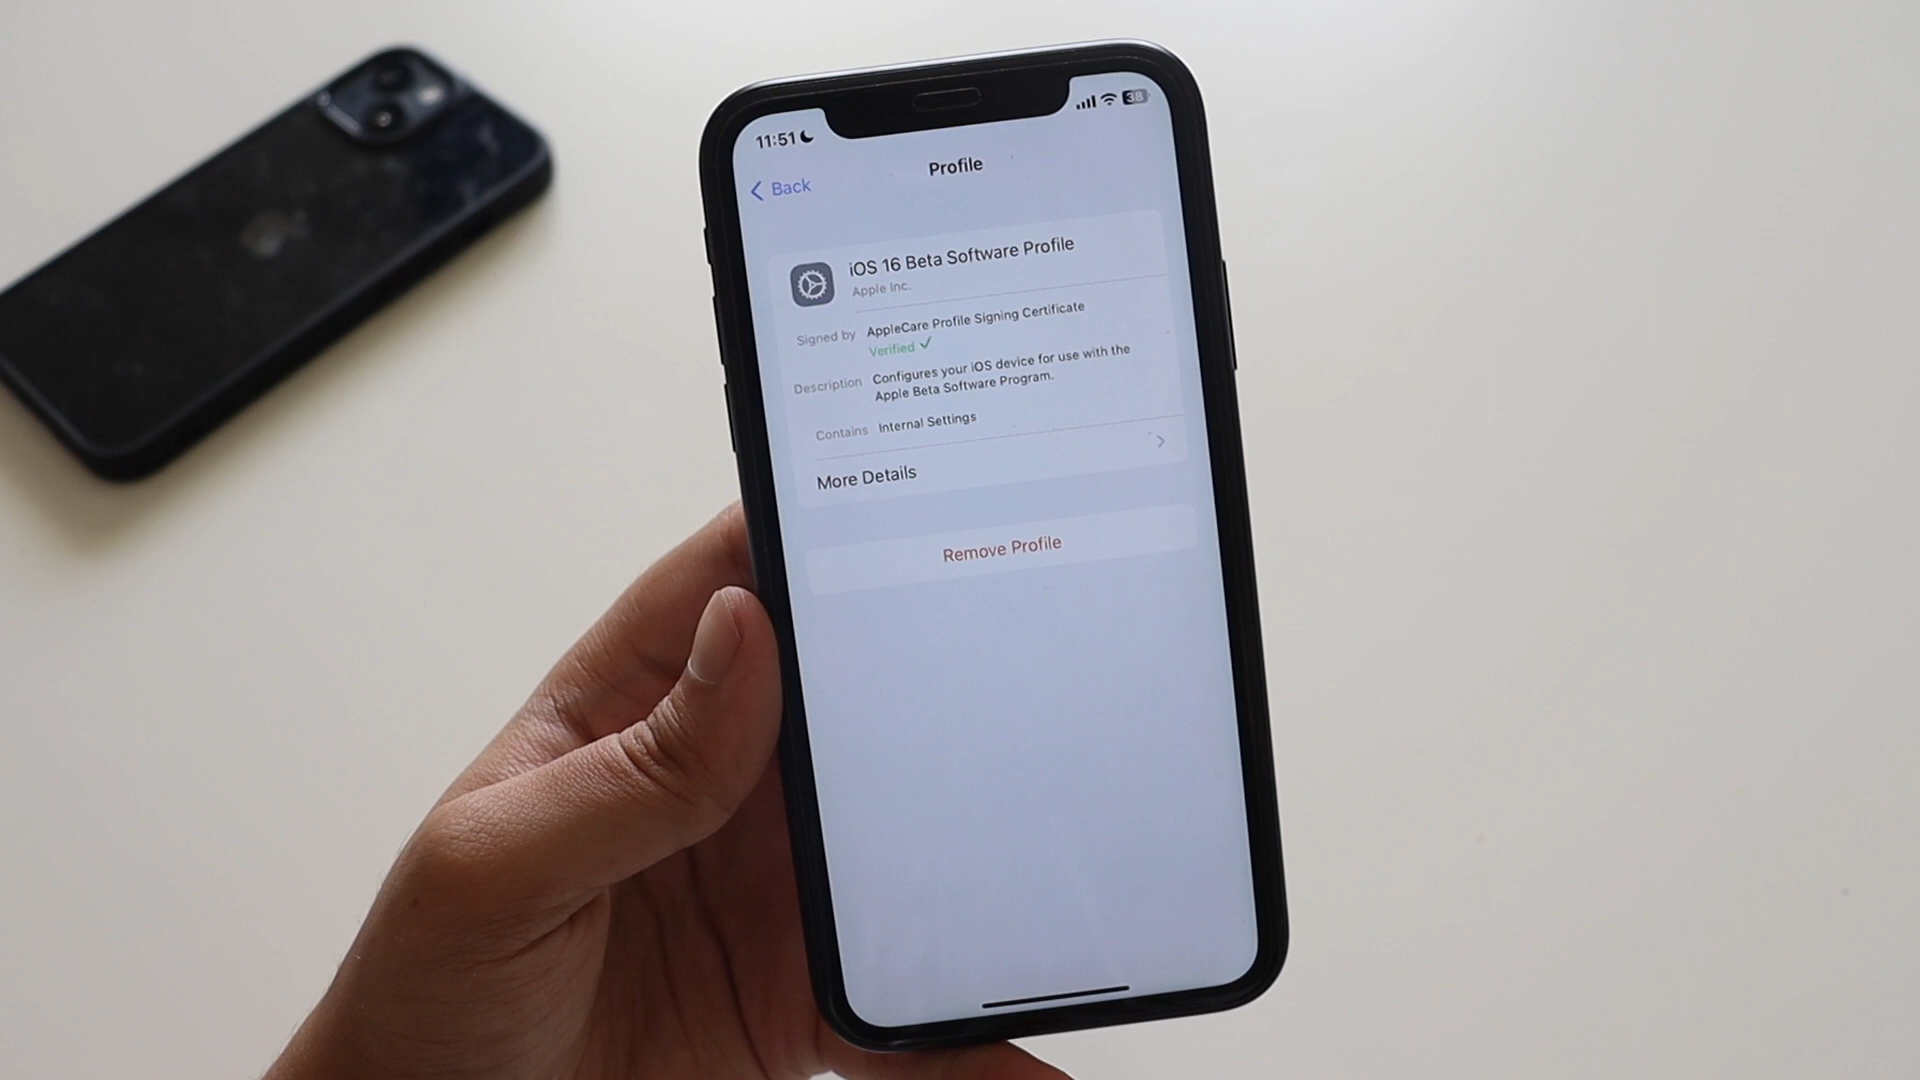 11:51
38
Profile
Back
iOS 16 Beta Software Profile
Apple Inc.
Signed by AppleCare Profile Signing Certificate
Verified
Description Configures your iOS device for use with the
Apple Beta Software Program.
Contains Internal Settings
More Details
Remove Profile